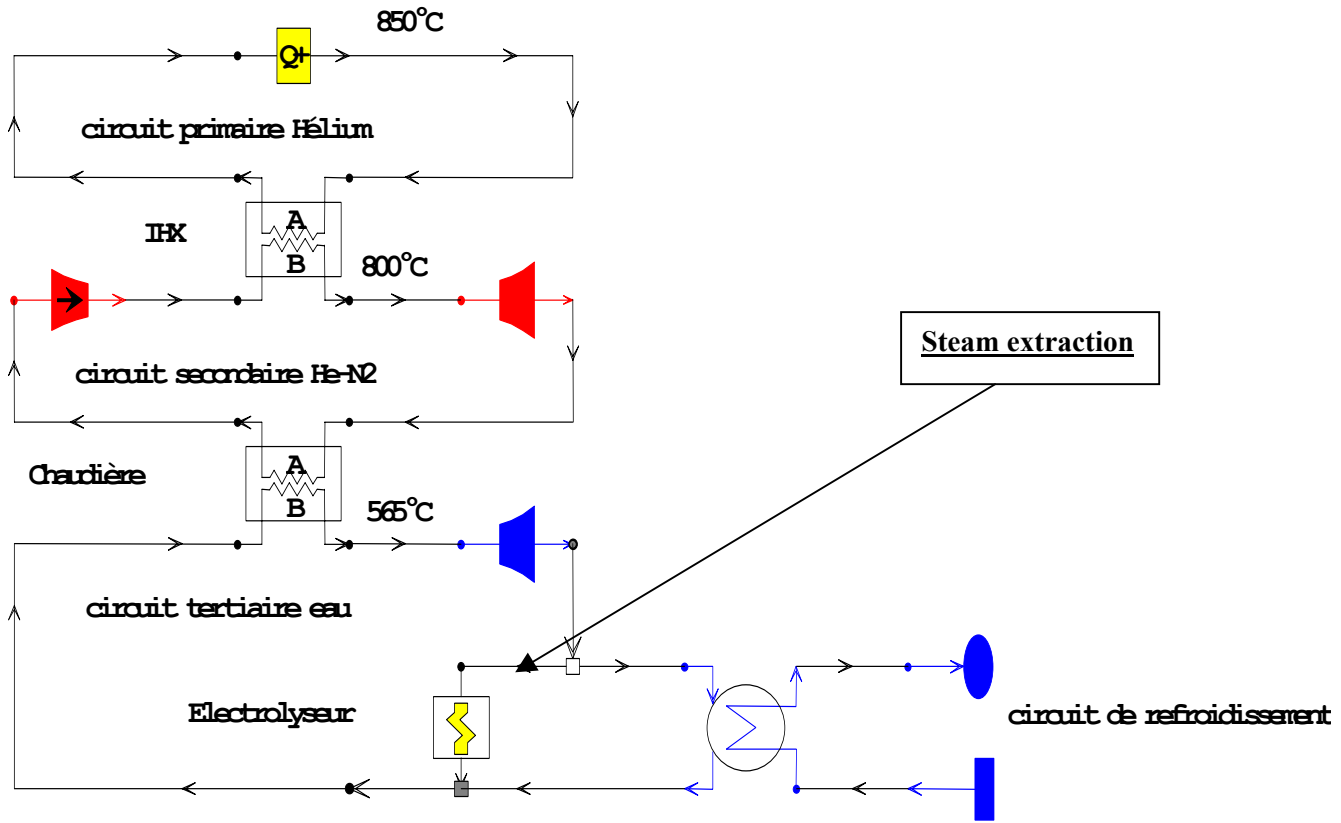 850°C
Q+
circuit primaire Hélium
A
IHX
B
800°C
Steam extraction
circuit secondaire He-N2
A
Chaudière
B
565°C
circuit tertiaire eau
Electrolyseur
circuit de refroidissement